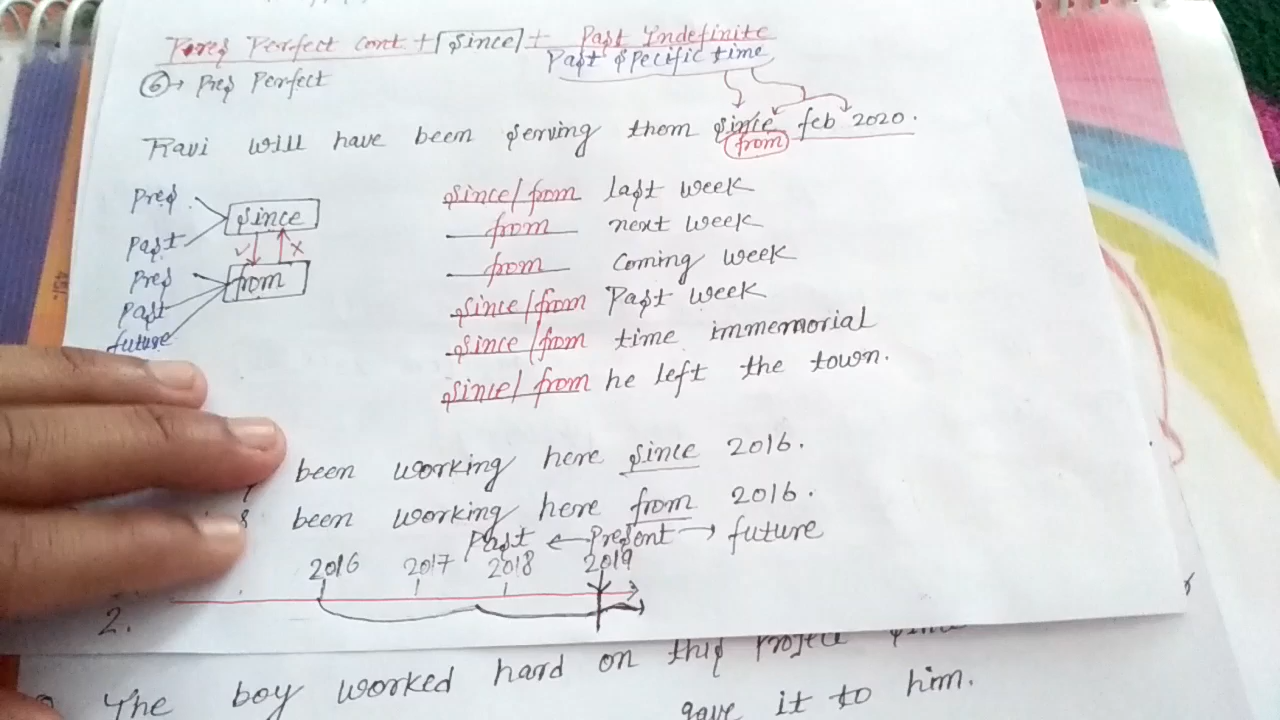 Pres Perfect Cont + [since] + Past Indefinite
Past specific time
⑥→ Pres Perfect
Ravi will have been serving them since feb 2020.
from
Pres
Past
since
✓ ×
Pres
Past
future
from
since/from last week
from next week
from coming week
since/from Past week
since/from time immemorial
since/from he left the town.
been working here since 2016.
been working here from 2016.
Past ← Present → future
2016 2017 2018 2019
2.
The boy worked hard on this project
gave it to him.